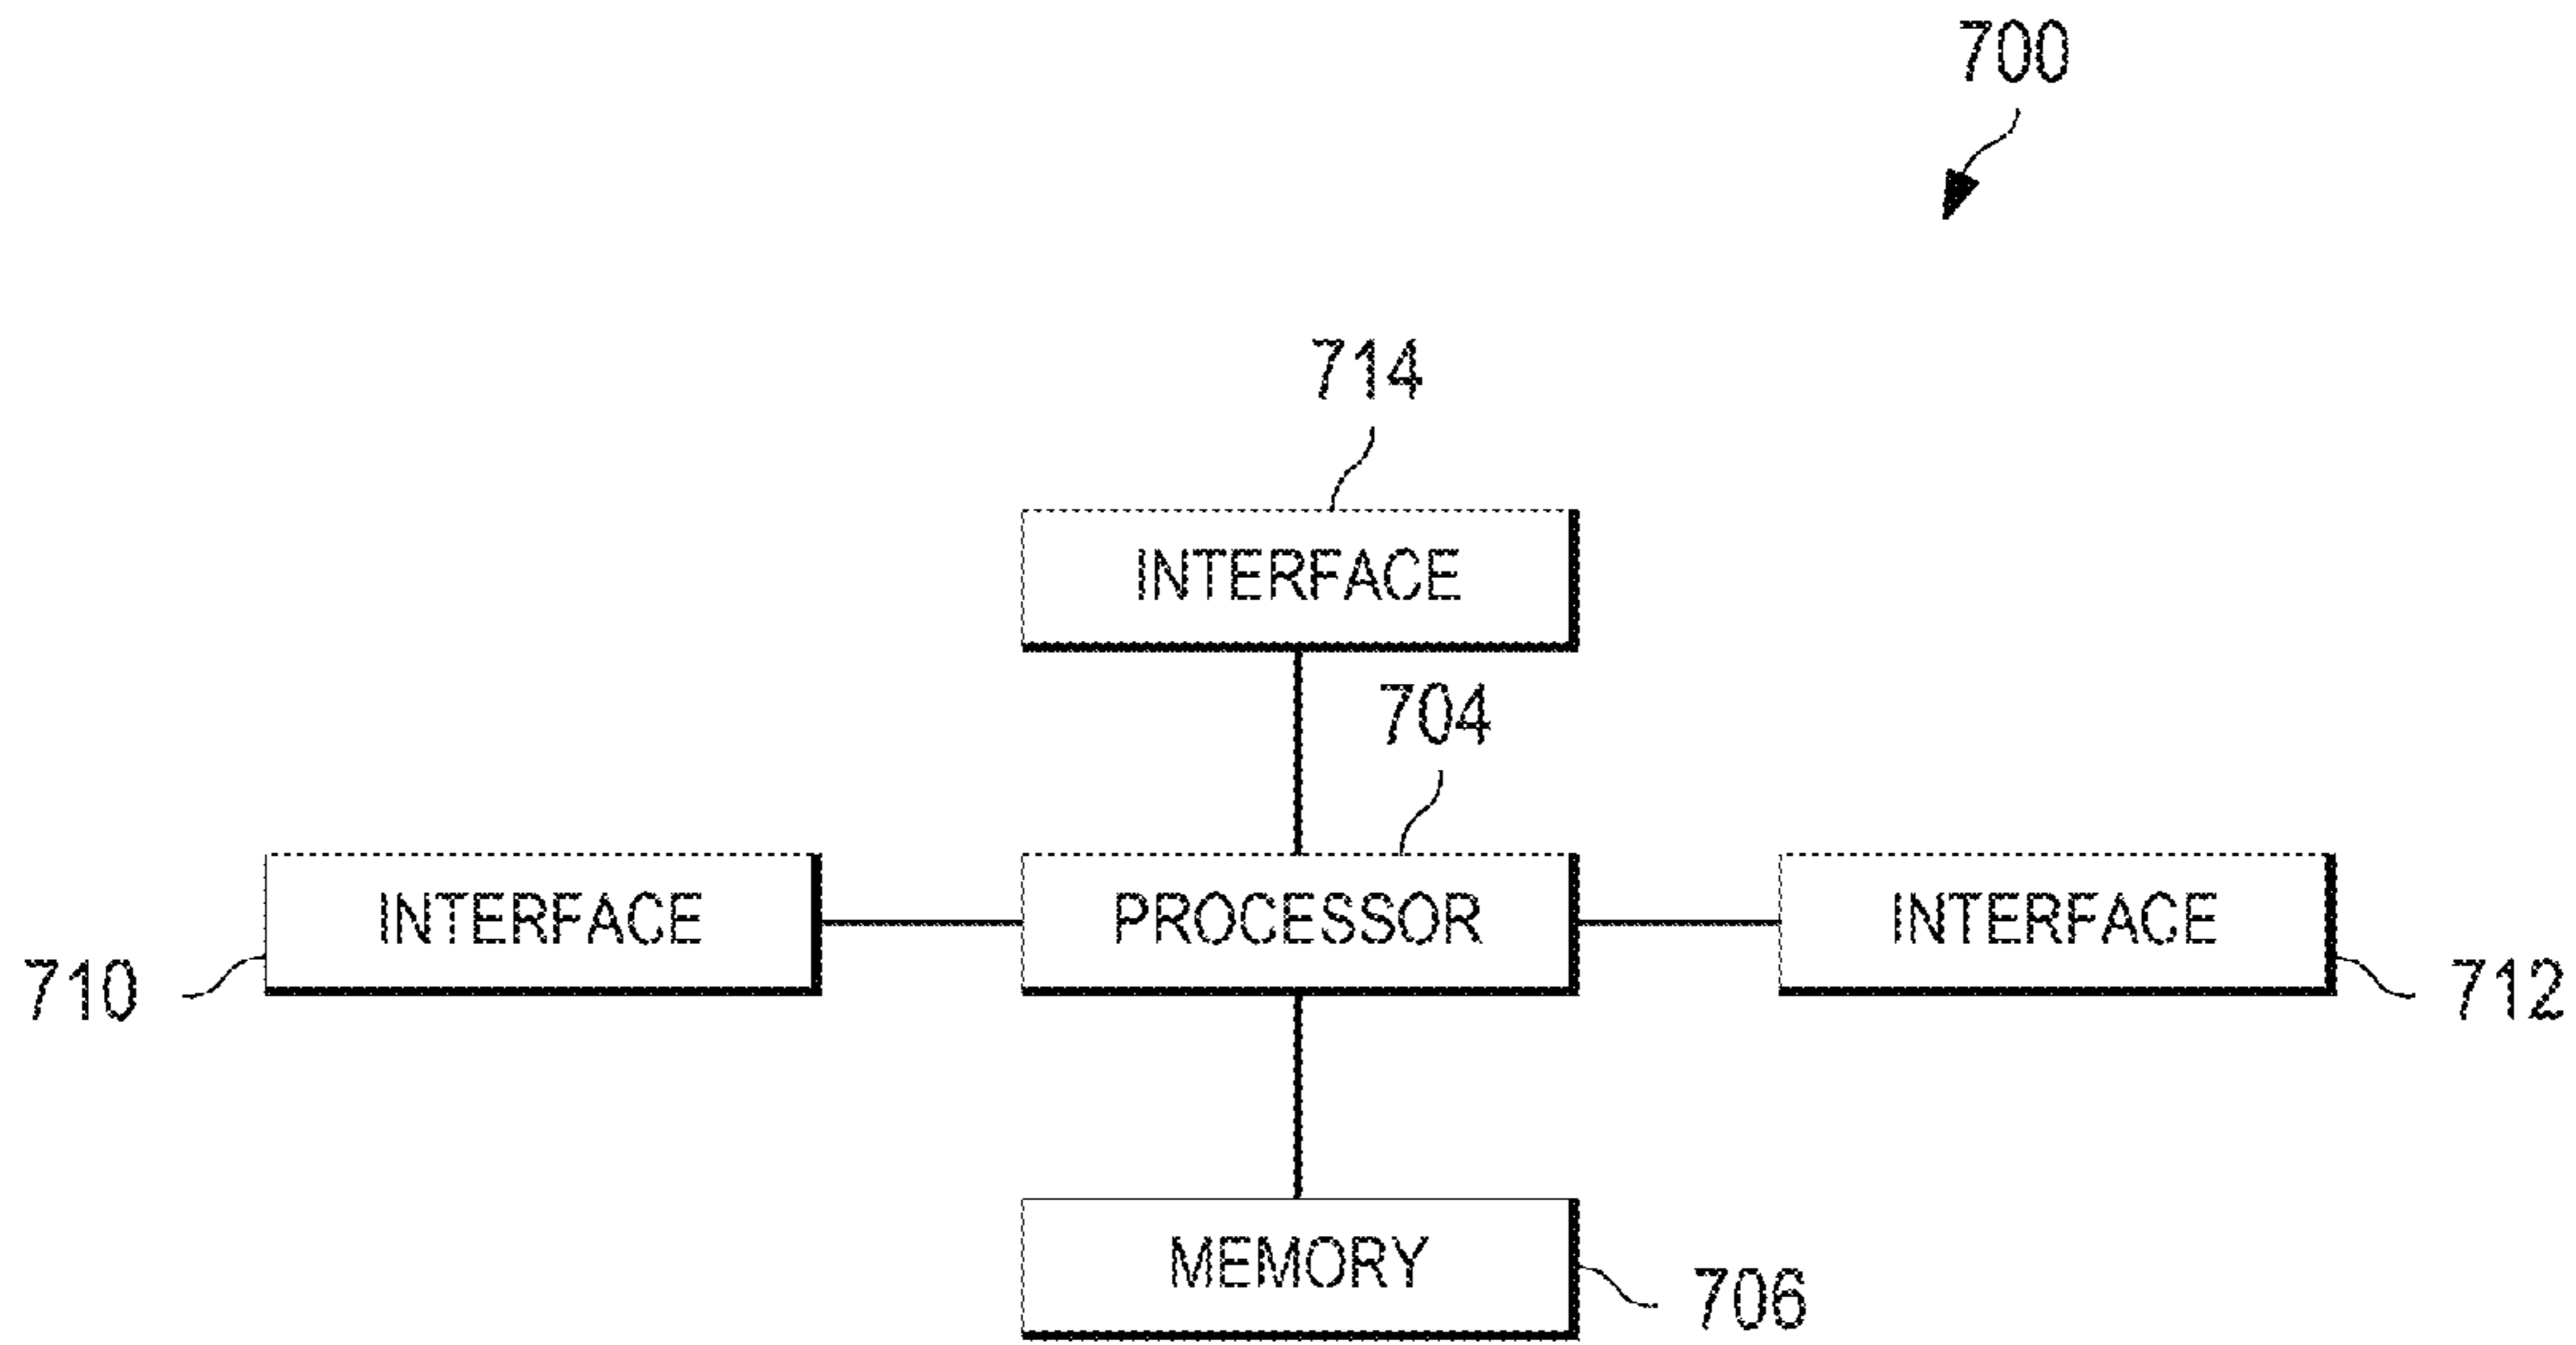 700
714
INTERFACE
704
INTERFACE PROCESSOR INTERFACE
710 712
MEMORY
706